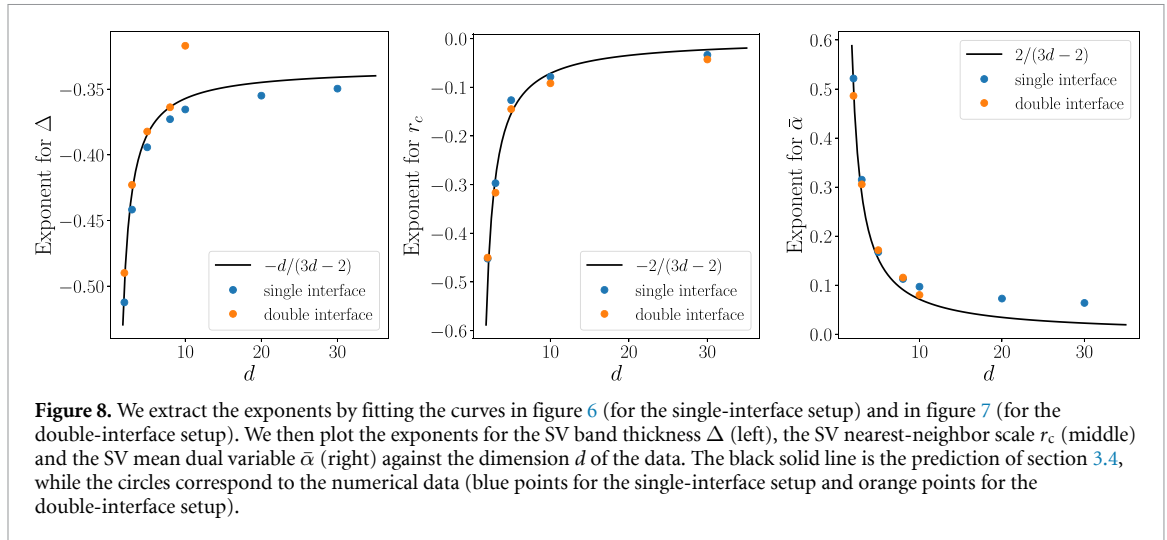 Exponent for Δ
−0.35
−0.40
−0.45
−0.50
10
20
30
d
−d/(3d − 2)
single interface
double interface
Exponent for r_c
0.0
−0.1
−0.2
−0.3
−0.4
−0.5
−0.6
10
20
30
d
−2/(3d − 2)
single interface
double interface
Exponent for ᾱ
0.6
0.5
0.4
0.3
0.2
0.1
0.0
10
20
30
d
2/(3d − 2)
single interface
double interface
Figure 8. We extract the exponents by fitting the curves in figure 6 (for the single-interface setup) and in figure 7 (for the
double-interface setup). We then plot the exponents for the SV band thickness Δ (left), the SV nearest-neighbor scale r_c (middle)
and the SV mean dual variable ᾱ (right) against the dimension d of the data. The black solid line is the prediction of section 3.4,
while the circles correspond to the numerical data (blue points for the single-interface setup and orange points for the
double-interface setup).